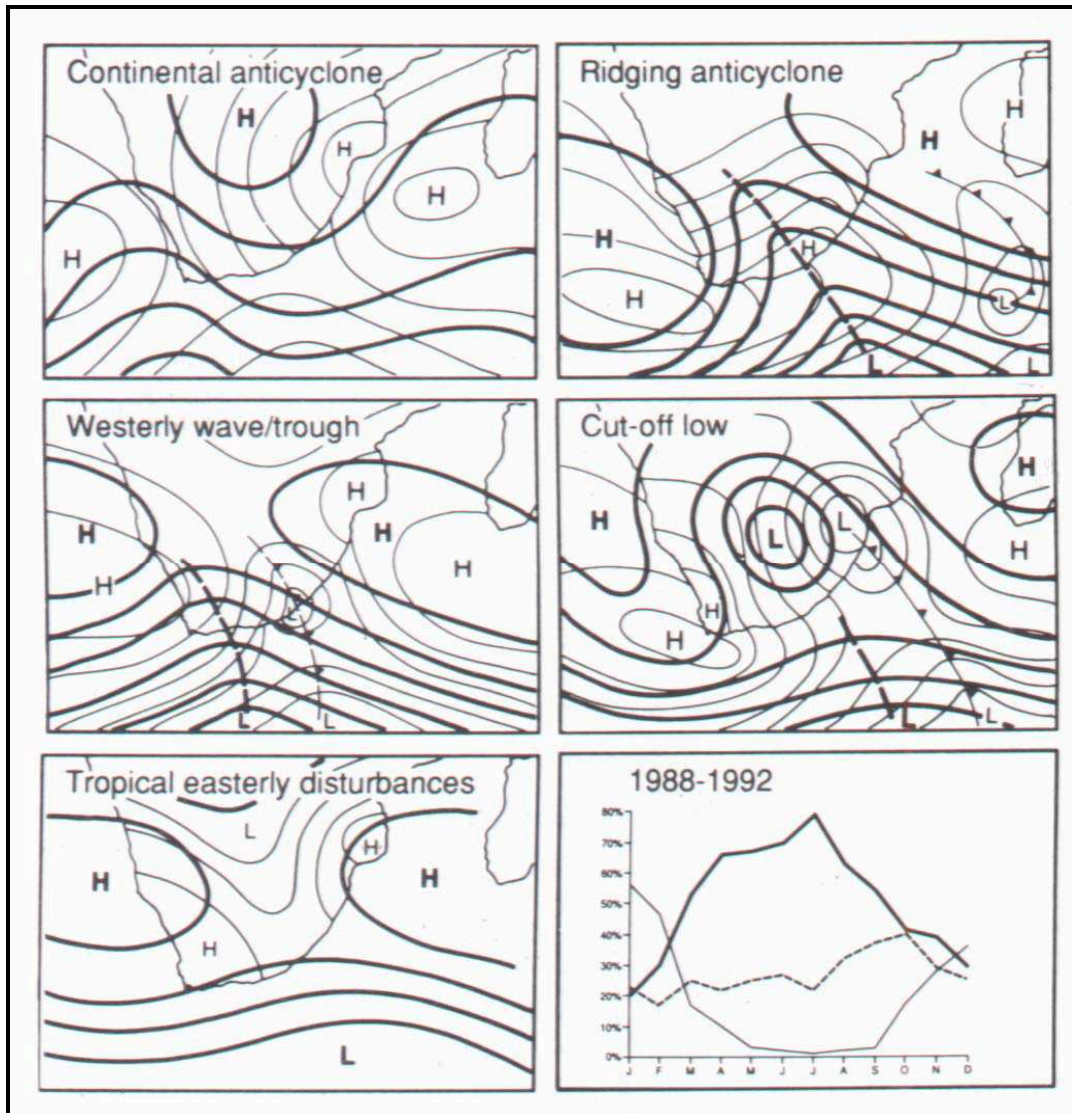 Continental anticyclone
H
H
H
H
Ridging anticyclone
H
H
H
H
H
L
L
L
Westerly wave/trough
H
H
H
H
H
L
L
L
Cut-off low
H
H
L
L
H
H
H
L
L
Tropical easterly disturbances
L
H
H
H
H
L
1988-1992
80%
70%
60%
50%
40%
30%
20%
10%
0%
J F M A M J J A S O N D